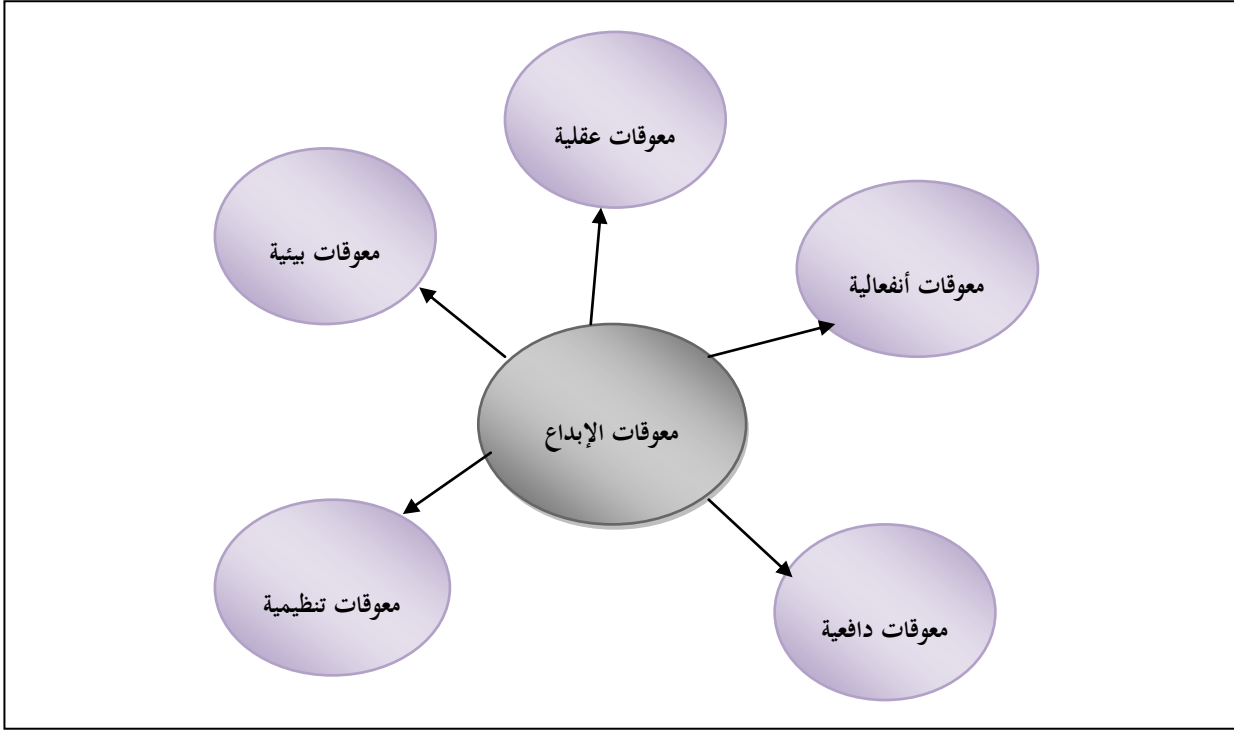 معوقات عقلية
معوقات بيئية
معوقات أنفعالية
معوقات الإبداع
معوقات تنظيمية
معوقات دافعية